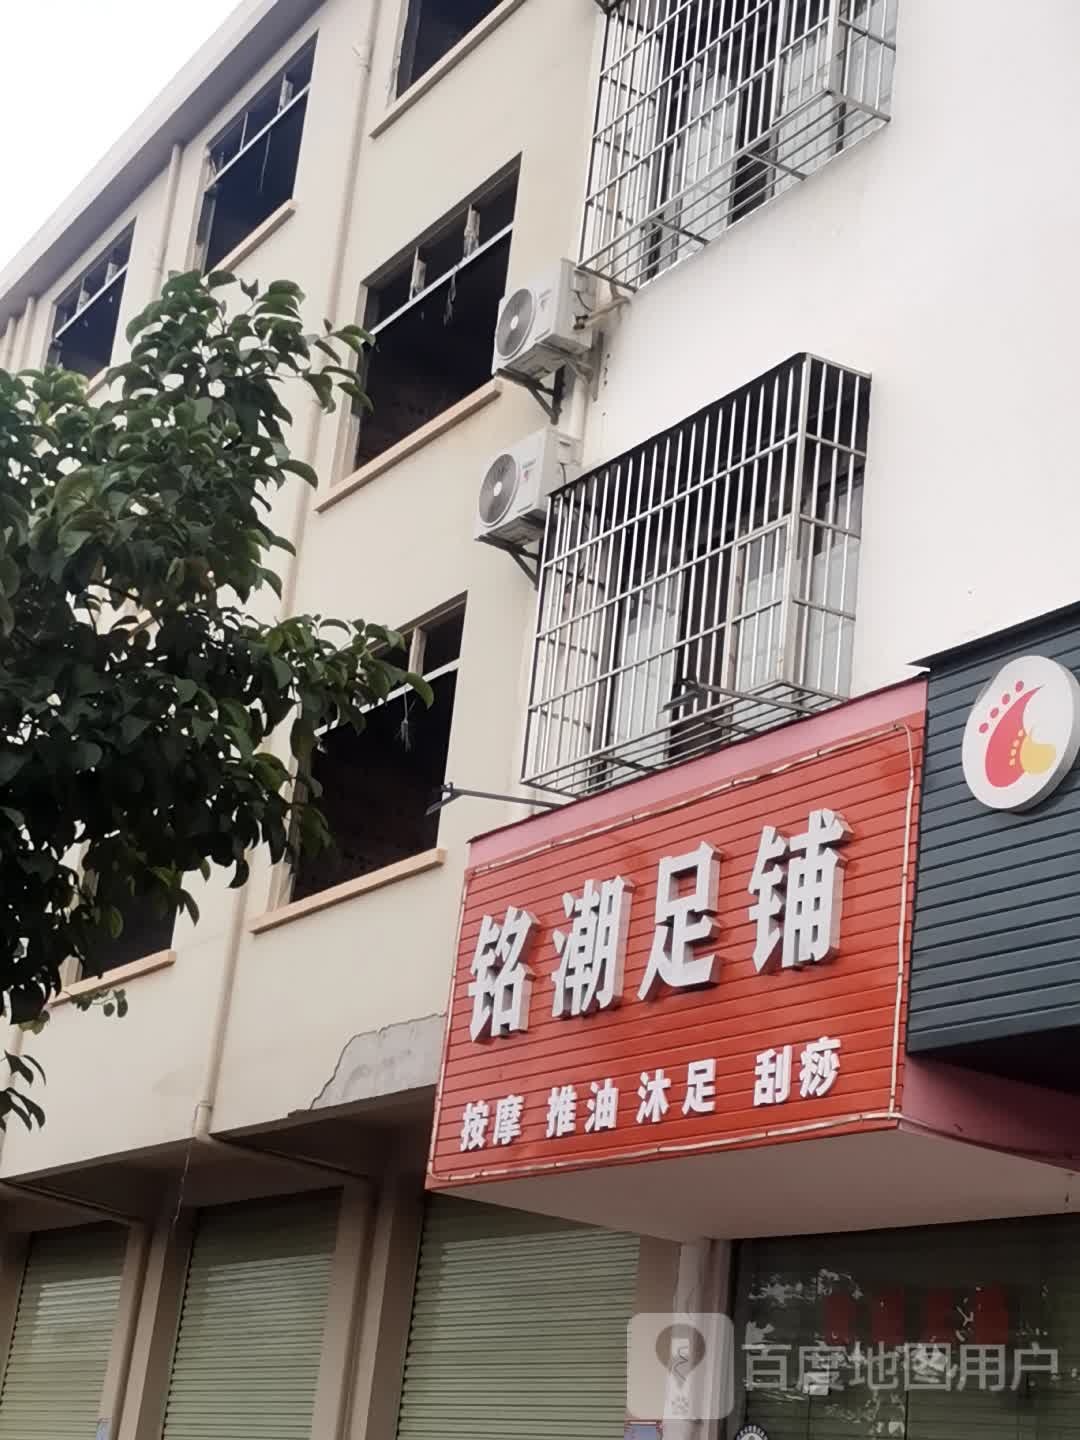 铭潮足铺
按摩 推油 沐足 刮痧
百度地图用户